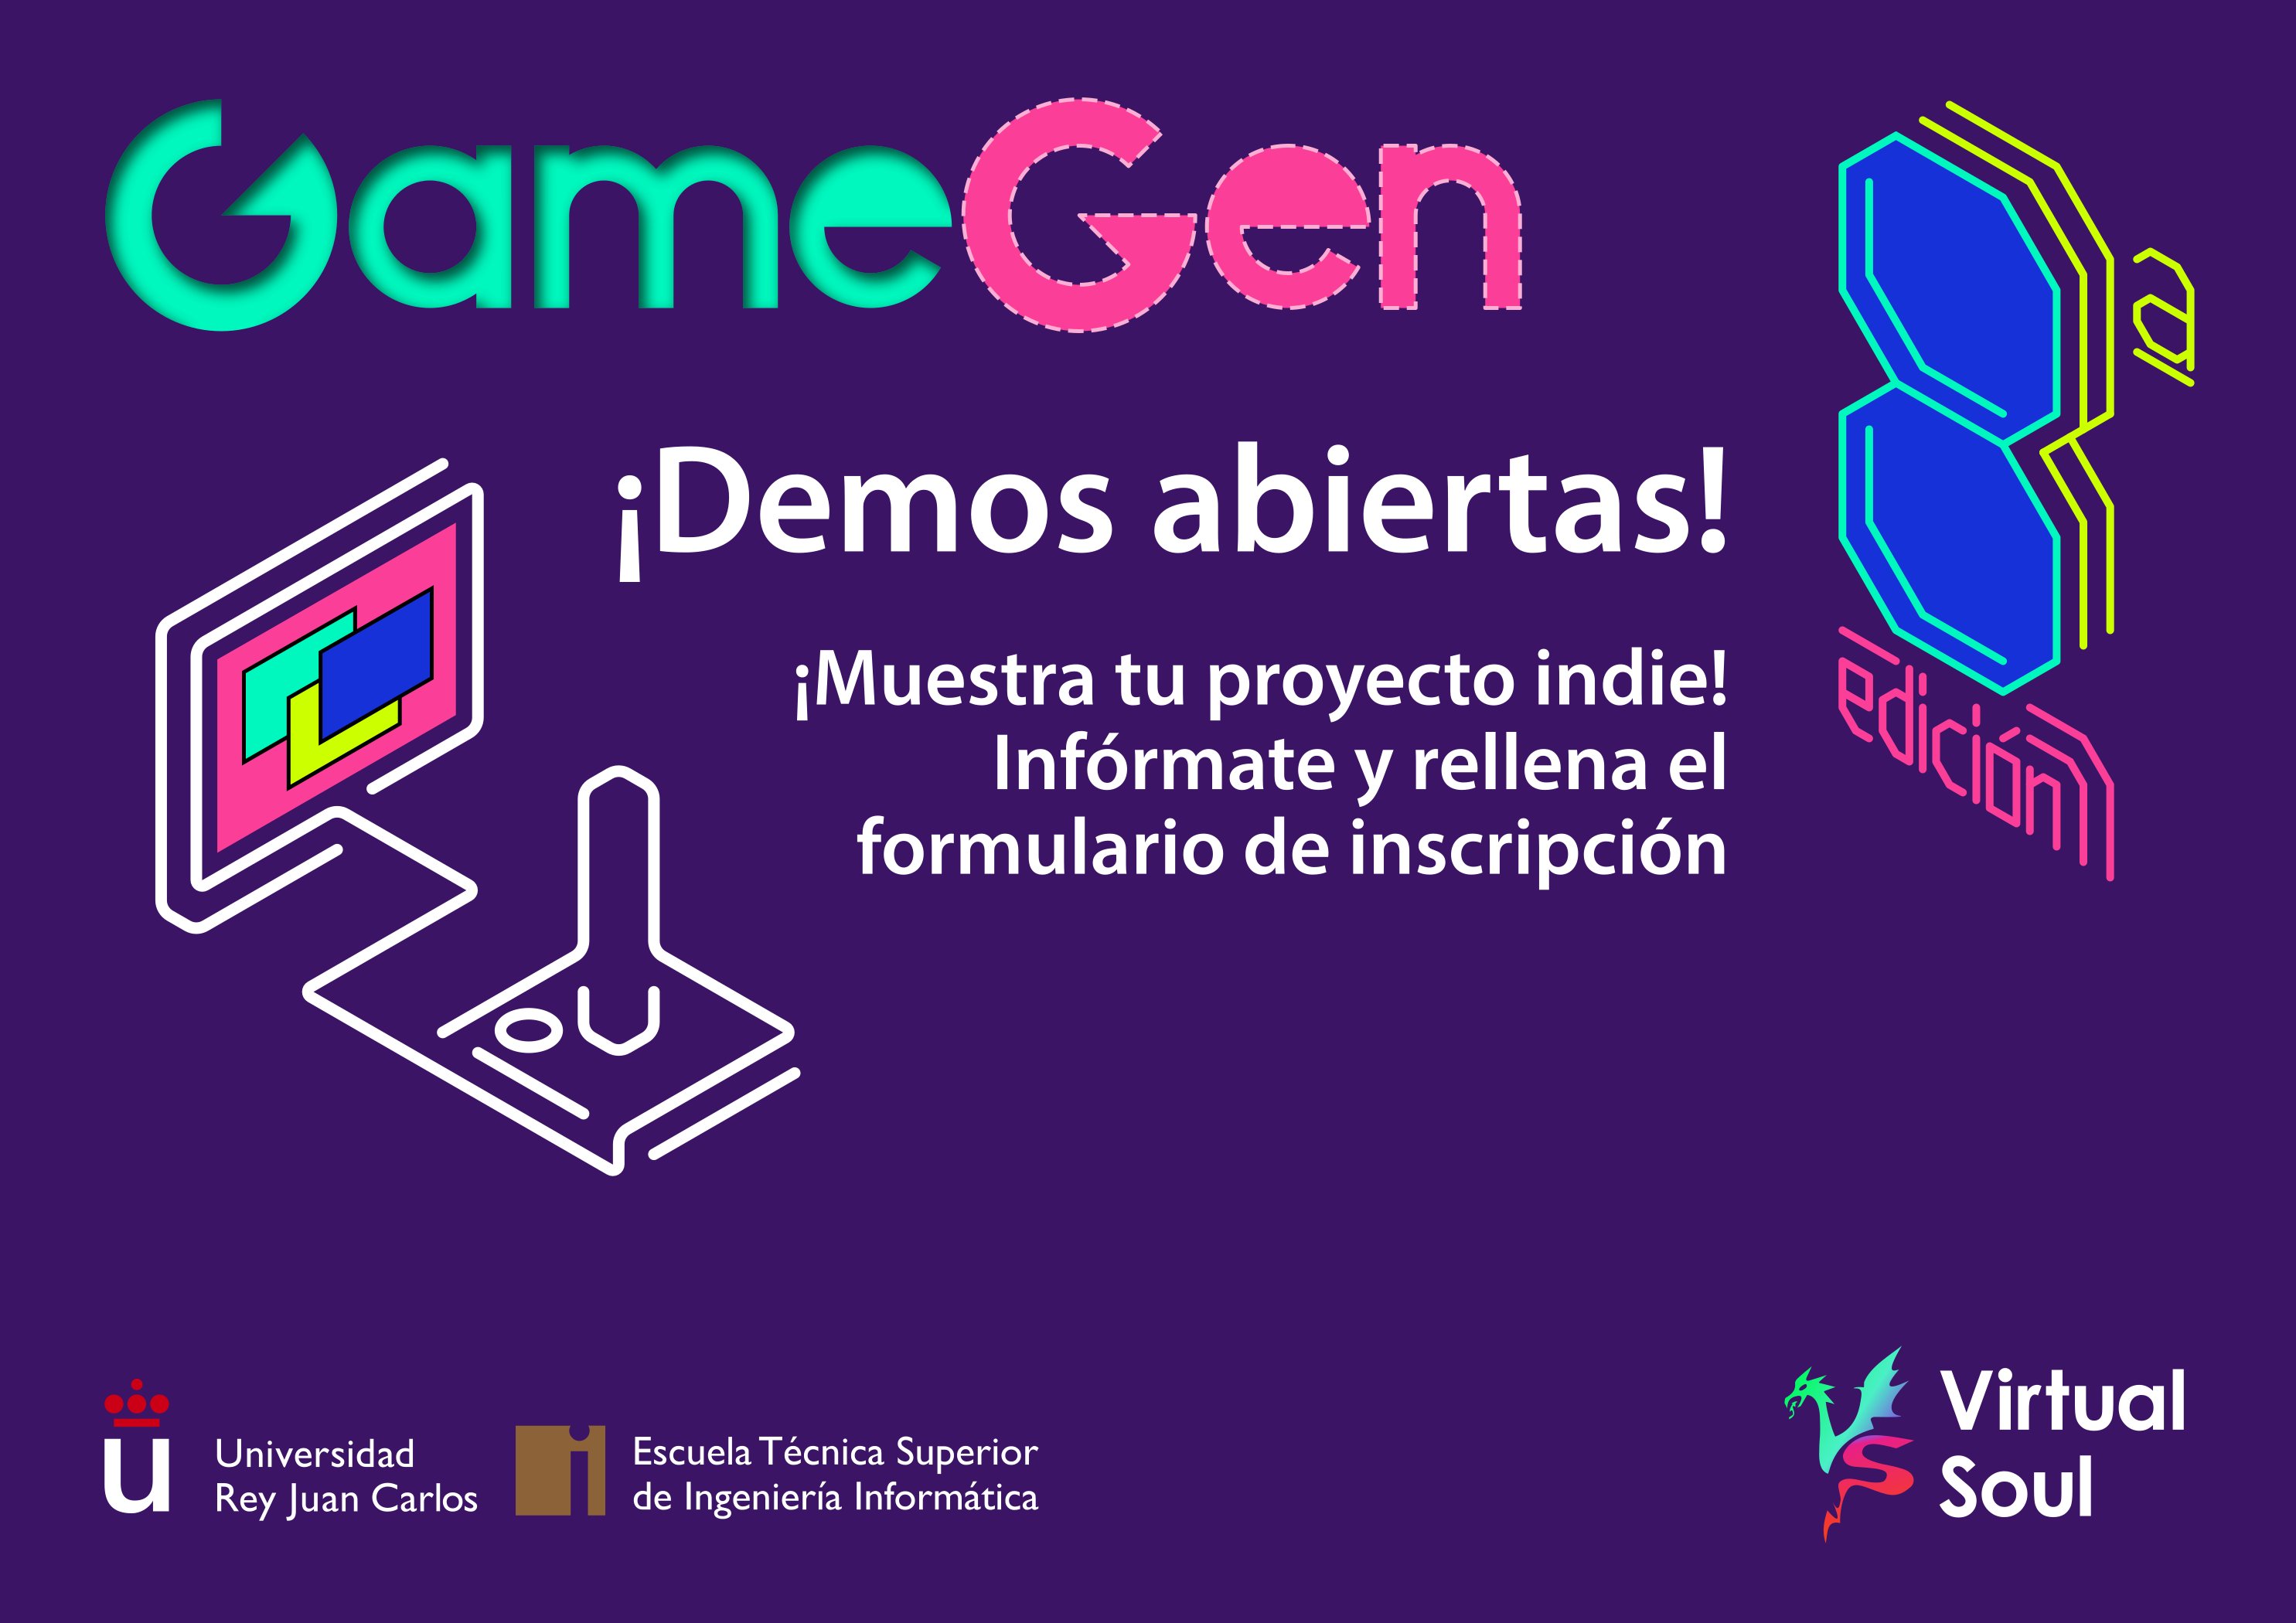 GameGen
8a
edición
¡Demos abiertas!
¡Muestra tu proyecto indie!
Infórmate y rellena el
formulario de inscripción
u
Universidad
Rey Juan Carlos
i
Escuela Técnica Superior
de Ingeniería Informática
VS
Virtual
Soul